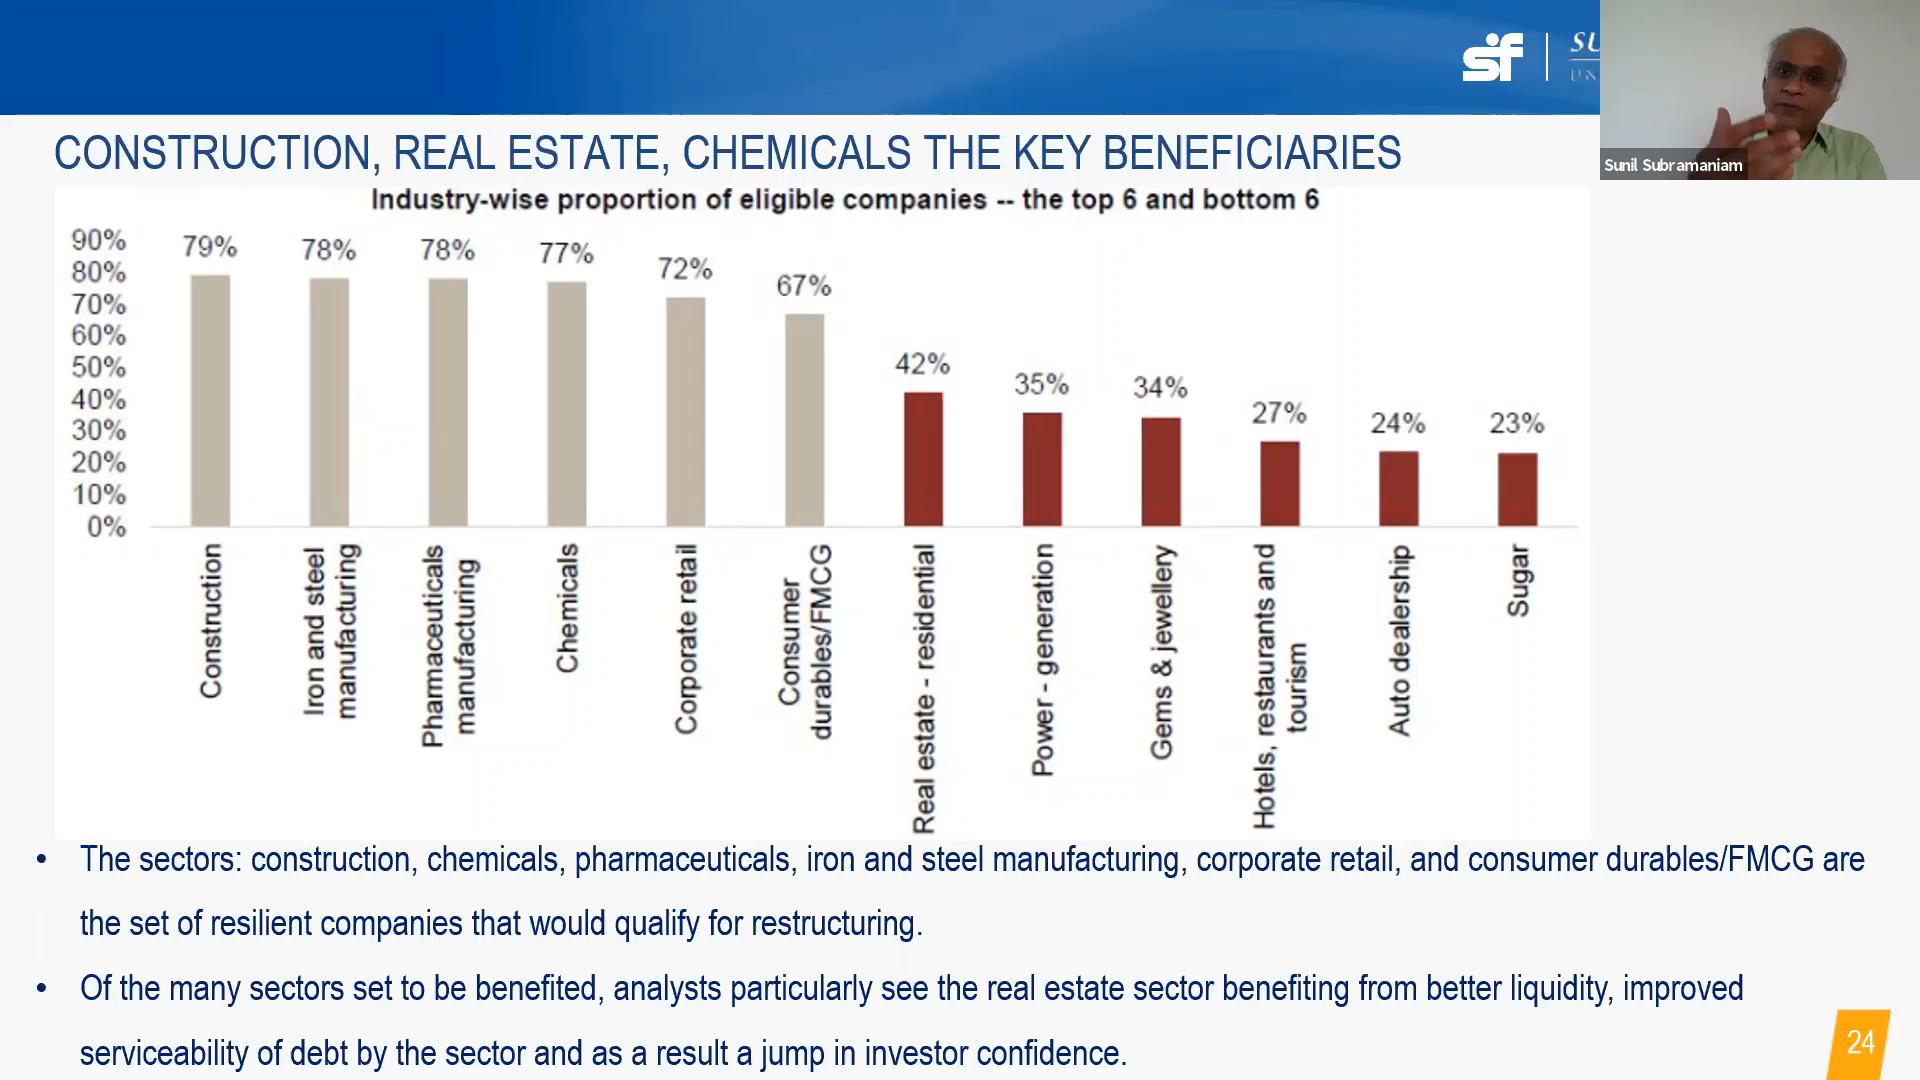 sf
SU
UN
Sunil Subramaniam
CONSTRUCTION, REAL ESTATE, CHEMICALS THE KEY BENEFICIARIES
Industry-wise proportion of eligible companies -- the top 6 and bottom 6
90%
80%
70%
60%
50%
40%
30%
20%
10%
0%
79%
78%
78%
77%
72%
67%
42%
35%
34%
27%
24%
23%
Construction
Iron and steel
manufacturing
Pharmaceuticals
manufacturing
Chemicals
Corporate retail
Consumer
durables/FMCG
Real estate - residential
Power - generation
Gems & jewellery
Hotels, restaurants and
tourism
Auto dealership
Sugar
• The sectors: construction, chemicals, pharmaceuticals, iron and steel manufacturing, corporate retail, and consumer durables/FMCG are
the set of resilient companies that would qualify for restructuring.
• Of the many sectors set to be benefited, analysts particularly see the real estate sector benefiting from better liquidity, improved
serviceability of debt by the sector and as a result a jump in investor confidence.
24